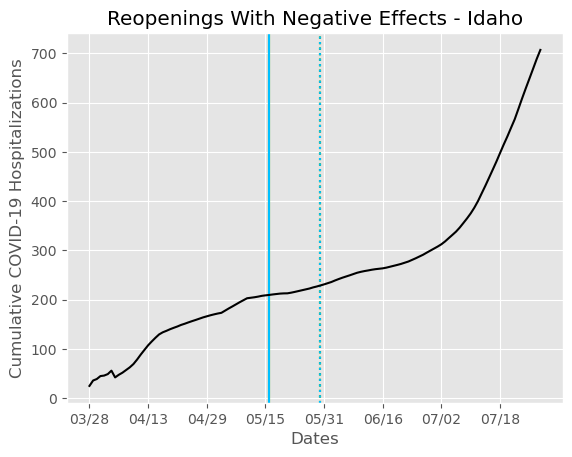 Reopenings With Negative Effects - Idaho
Cumulative COVID-19 Hospitalizations
700
600
500
400
300
200
100
0
03/28 04/13 04/29 05/15 05/31 06/16 07/02 07/18
Dates